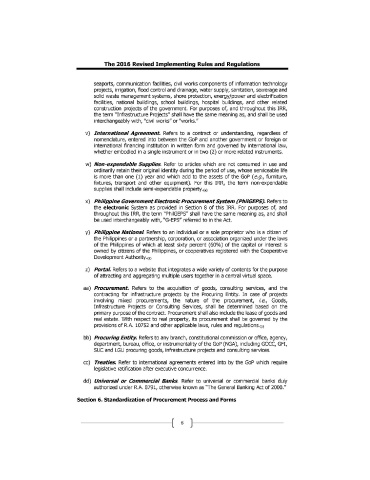 The 2016 Revised Implementing Rules and Regulations
seaports, communication facilities, civil works components of information technology
projects, irrigation, flood control and drainage, water supply, sanitation, sewerage and
solid waste management systems, shore protection, energy/power and electrification
facilities, national buildings, school buildings, hospital buildings, and other related
construction projects of the government. For purposes of, and throughout this IRR,
the term “Infrastructure Projects” shall have the same meaning as, and shall be used
interchangeably with, “civil works” or “works.”
v) International Agreement. Refers to a contract or understanding, regardless of
nomenclature, entered into between the GoP and another government or foreign or
international financing institution in written form and governed by international law,
whether embodied in a single instrument or in two (2) or more related instruments.
w) Non-expendable Supplies. Refer to articles which are not consumed in use and
ordinarily retain their original identity during the period of use, whose serviceable life
is more than one (1) year and which add to the assets of the GoP (e.g., furniture,
fixtures, transport and other equipment). For this IRR, the term non-expendable
supplies shall include semi-expendable property.
x) Philippine Government Electronic Procurement System (PhilGEPS). Refers to
the electronic System as provided in Section 8 of this IRR. For purposes of, and
throughout this IRR, the term “PhilGEPS” shall have the same meaning as, and shall
be used interchangeably with, “G-EPS” referred to in the Act.
y) Philippine National. Refers to an individual or a sole proprietor who is a citizen of
the Philippines or a partnership, corporation, or association organized under the laws
of the Philippines of which at least sixty percent (60%) of the capital or interest is
owned by citizens of the Philippines, or cooperatives registered with the Cooperative
Development Authority.
z) Portal. Refers to a website that integrates a wide variety of contents for the purpose
of attracting and aggregating multiple users together in a central virtual space.
aa) Procurement. Refers to the acquisition of goods, consulting services, and the
contracting for infrastructure projects by the Procuring Entity. In case of projects
involving mixed procurements, the nature of the procurement, i.e., Goods,
Infrastructure Projects or Consulting Services, shall be determined based on the
primary purpose of the contract. Procurement shall also include the lease of goods and
real estate. With respect to real property, its procurement shall be governed by the
provisions of R.A. 10752 and other applicable laws, rules and regulations.
bb) Procuring Entity. Refers to any branch, constitutional commission or office, agency,
department, bureau, office, or instrumentality of the GoP (NGA), including GOCC, GFI,
SUC and LGU procuring goods, infrastructure projects and consulting services.
cc) Treaties. Refer to international agreements entered into by the GoP which require
legislative ratification after executive concurrence.
dd) Universal or Commercial Banks. Refer to universal or commercial banks duly
authorized under R.A. 8791, otherwise known as “The General Banking Act of 2000.”
Section 6. Standardization of Procurement Process and Forms